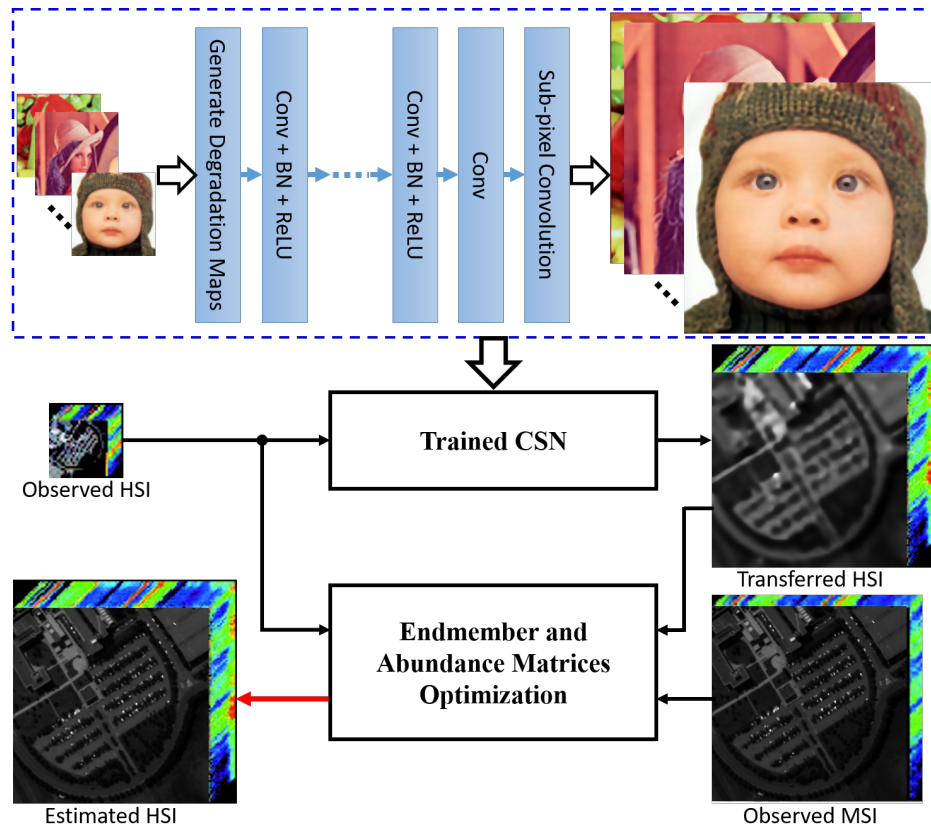 Generate Degradation Maps
Conv + BN + ReLU
Conv + BN + ReLU
Conv
Sub-pixel Convolution
Trained CSN
Observed HSI
Transferred HSI
Endmember and
Abundance Matrices
Optimization
Estimated HSI
Observed MSI